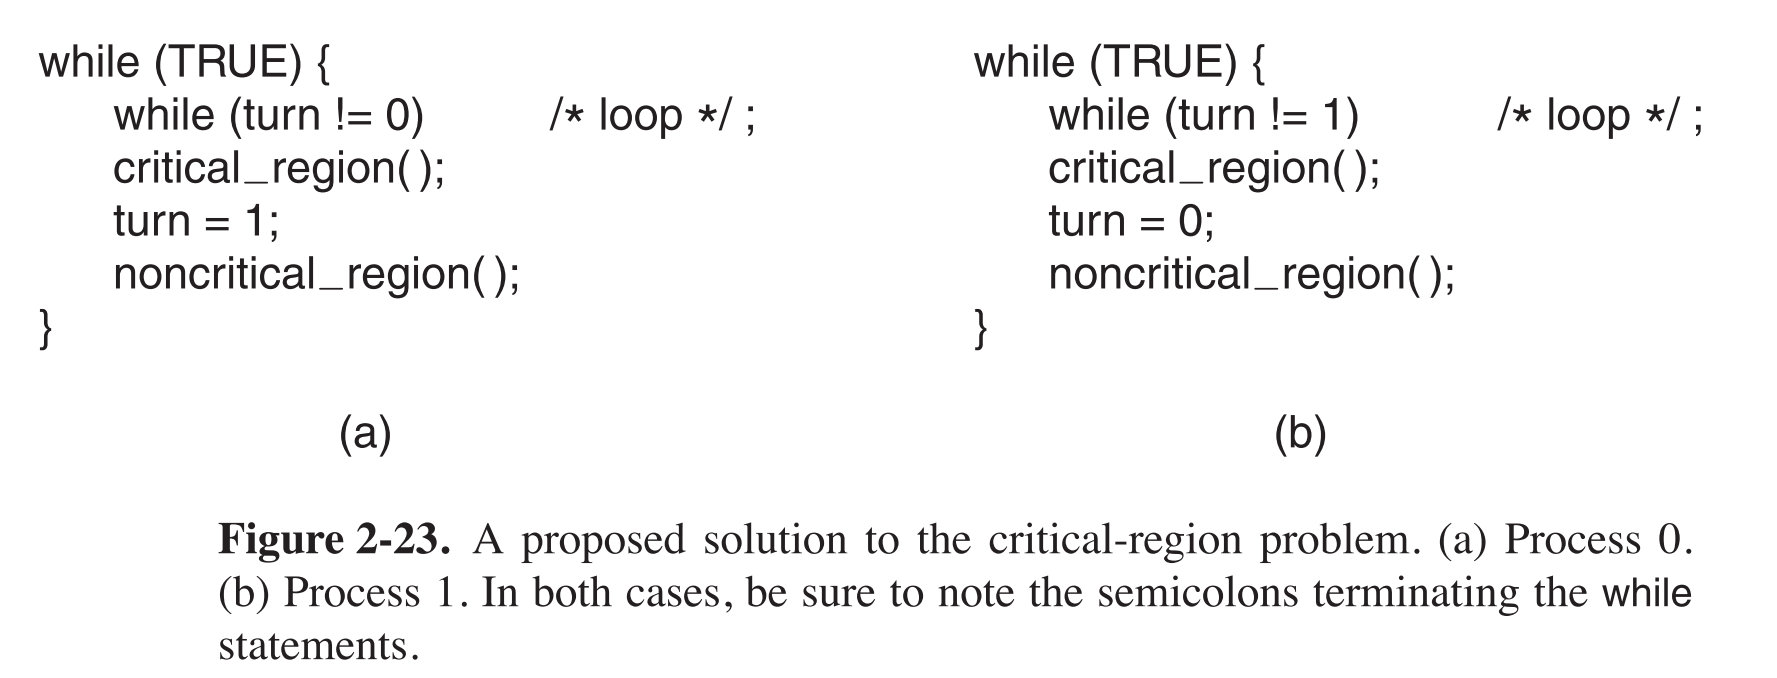 while (TRUE) {
while (turn != 0) /* loop */ ;
critical_region( );
turn = 1;
noncritical_region( );
}
(a)
while (TRUE) {
while (turn != 1) /* loop */ ;
critical_region( );
turn = 0;
noncritical_region( );
}
(b)
Figure 2-23. A proposed solution to the critical-region problem. (a) Process 0.
(b) Process 1. In both cases, be sure to note the semicolons terminating the while
statements.